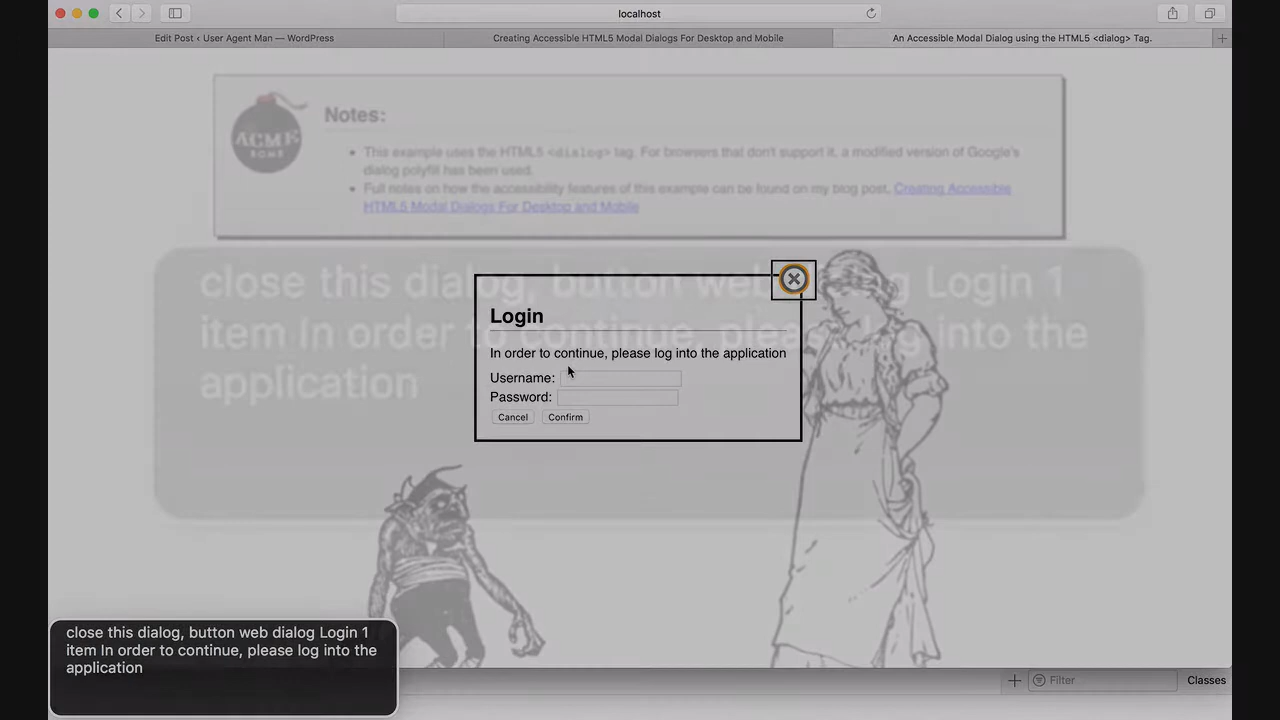 localhost
Edit Post ‹ User Agent Man — WordPress
Creating Accessible HTML5 Modal Dialogs For Desktop and Mobile
An Accessible Modal Dialog using the HTML5 <dialog> Tag.
ACME
BOMB
Notes:
• This example uses the HTML5 <dialog> tag. For browsers that don't support it, a modified version of Google's
dialog polyfill has been used.
• Full notes on how the accessibility features of this example can be found on my blog post, Creating Accessible
HTML5 Modal Dialogs For Desktop and Mobile
close this dialog, button web dialog Login 1
item In order to continue, please log into the
application
Login
In order to continue, please log into the application
Username:
Password:
Cancel Confirm
close this dialog, button web dialog Login 1
item In order to continue, please log into the
application
Filter
Classes